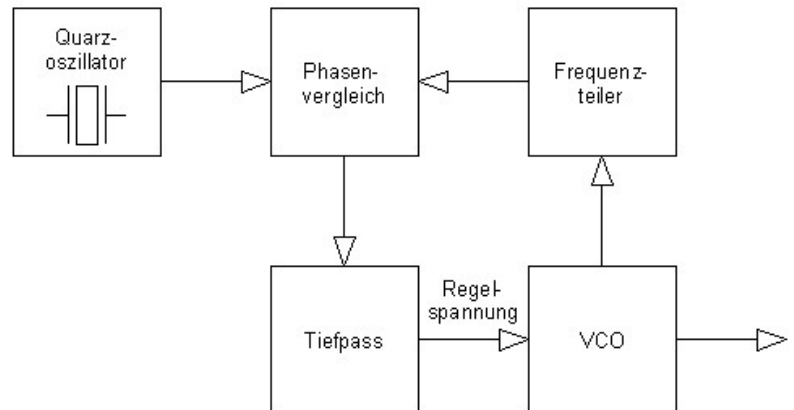 Quarz-
oszillator
Phasen-
vergleich
Frequenz-
teiler
Tiefpass
Regel-
spannung
VCO